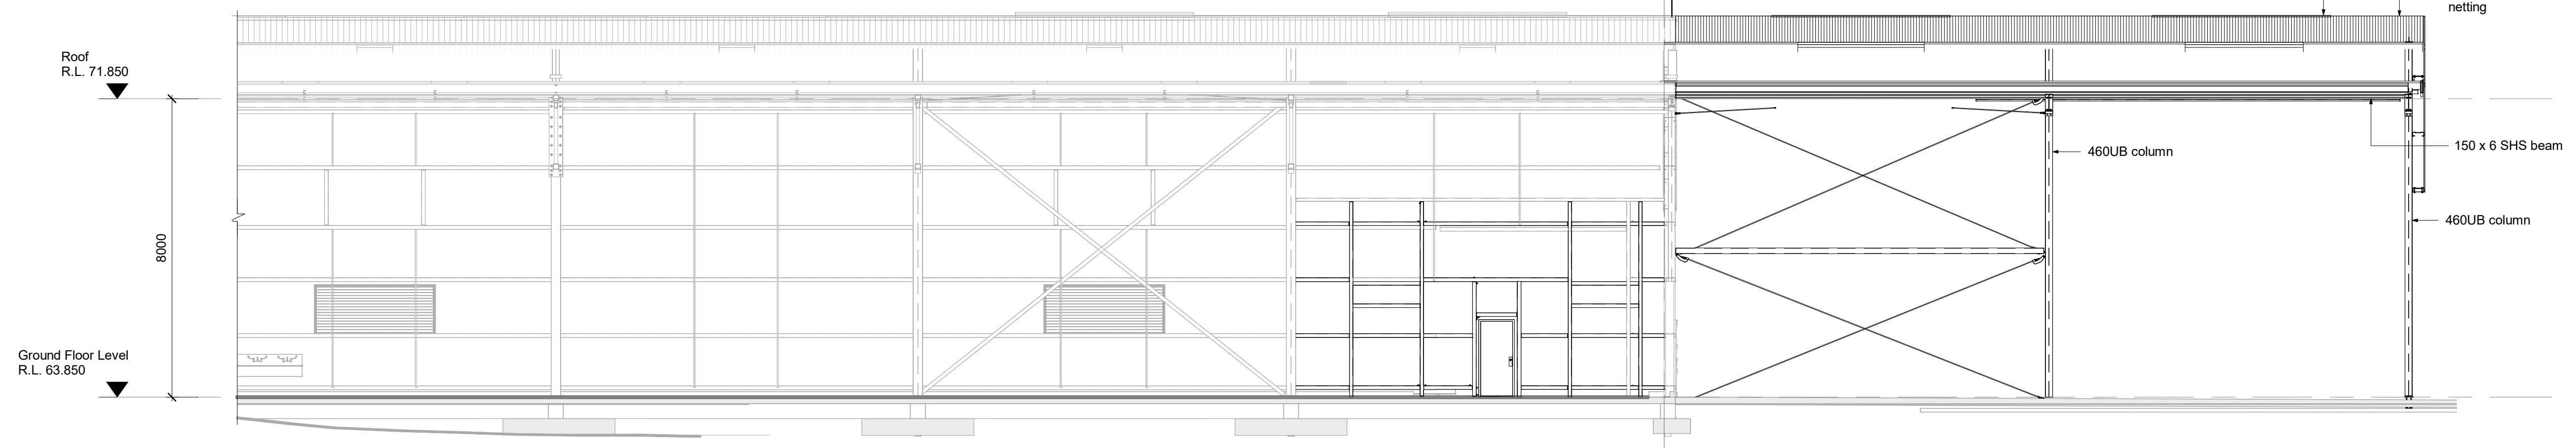 netting
Roof
R.L. 71.850
150 x 6 SHS beam
460UB column
460UB column
8000
Ground Floor Level
R.L. 63.850